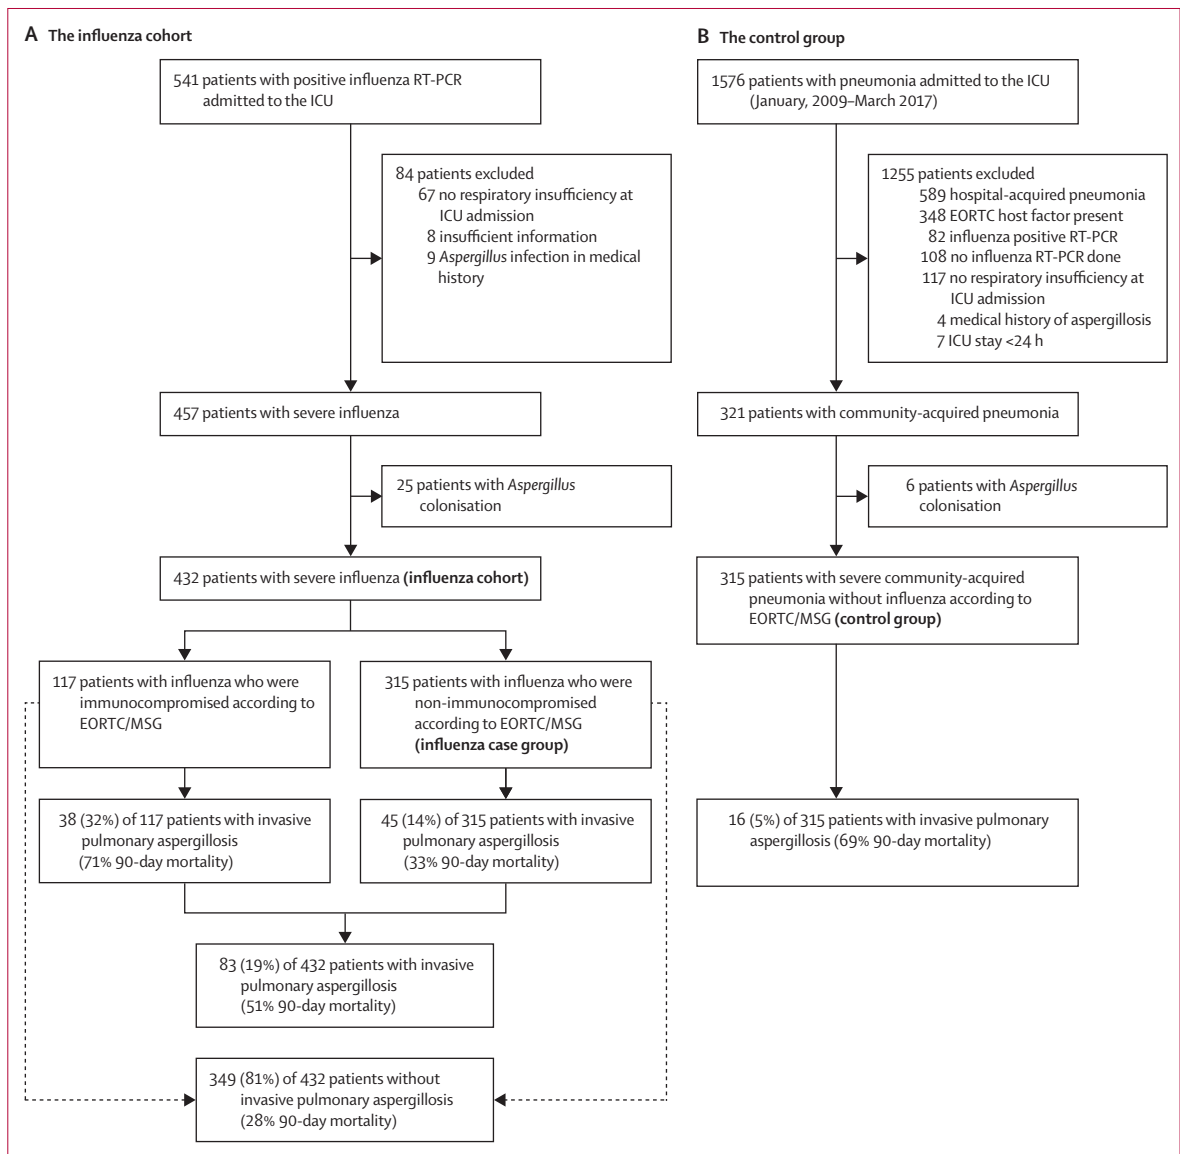 A The influenza cohort
541 patients with positive influenza RT-PCR
admitted to the ICU
84 patients excluded
67 no respiratory insufficiency at
ICU admission
8 insufficient information
9 Aspergillus infection in medical
history
457 patients with severe influenza
25 patients with Aspergillus
colonisation
432 patients with severe influenza (influenza cohort)
117 patients with influenza who were
immunocompromised according to
EORTC/MSG
315 patients with influenza who were
non-immunocompromised
according to EORTC/MSG
(influenza case group)
38 (32%) of 117 patients with invasive
pulmonary aspergillosis
(71% 90-day mortality)
45 (14%) of 315 patients with invasive
pulmonary aspergillosis
(33% 90-day mortality)
83 (19%) of 432 patients with invasive
pulmonary aspergillosis
(51% 90-day mortality)
349 (81%) of 432 patients without
invasive pulmonary aspergillosis
(28% 90-day mortality)
B The control group
1576 patients with pneumonia admitted to the ICU
(January, 2009–March 2017)
1255 patients excluded
589 hospital-acquired pneumonia
348 EORTC host factor present
82 influenza positive RT-PCR
108 no influenza RT-PCR done
117 no respiratory insufficiency at
ICU admission
4 medical history of aspergillosis
7 ICU stay <24 h
321 patients with community-acquired pneumonia
6 patients with Aspergillus
colonisation
315 patients with severe community-acquired
pneumonia without influenza according to
EORTC/MSG (control group)
16 (5%) of 315 patients with invasive pulmonary
aspergillosis (69% 90-day mortality)